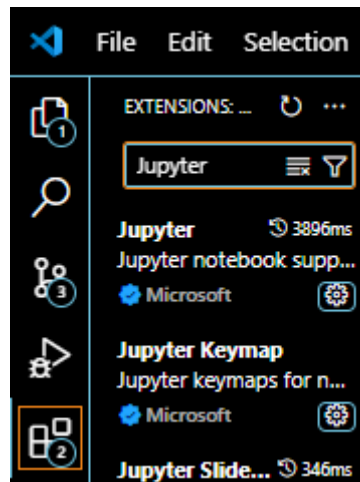 File Edit Selection
EXTENSIONS: ...
1
Jupyter
Jupyter 3896ms
Jupyter notebook supp...
Microsoft
3
Jupyter Keymap
Jupyter keymaps for n...
Microsoft
2
Jupyter Slide... 346ms